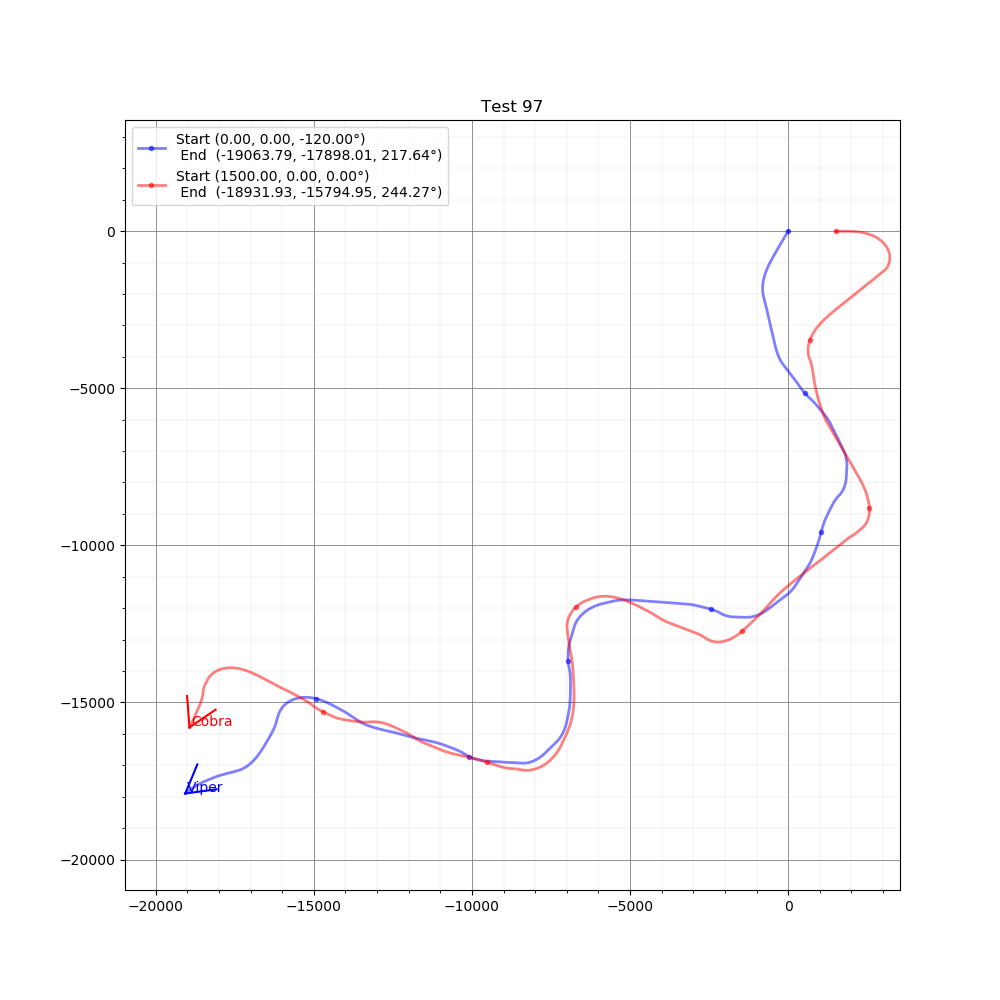 Test 97
Start (0.00, 0.00, -120.00°)
End (-19063.79, -17898.01, 217.64°)
Start (1500.00, 0.00, 0.00°)
End (-18931.93, -15794.95, 244.27°)
0
−5000
−10000
−15000
−20000
Cobra
Viper
−20000 −15000 −10000 −5000 0